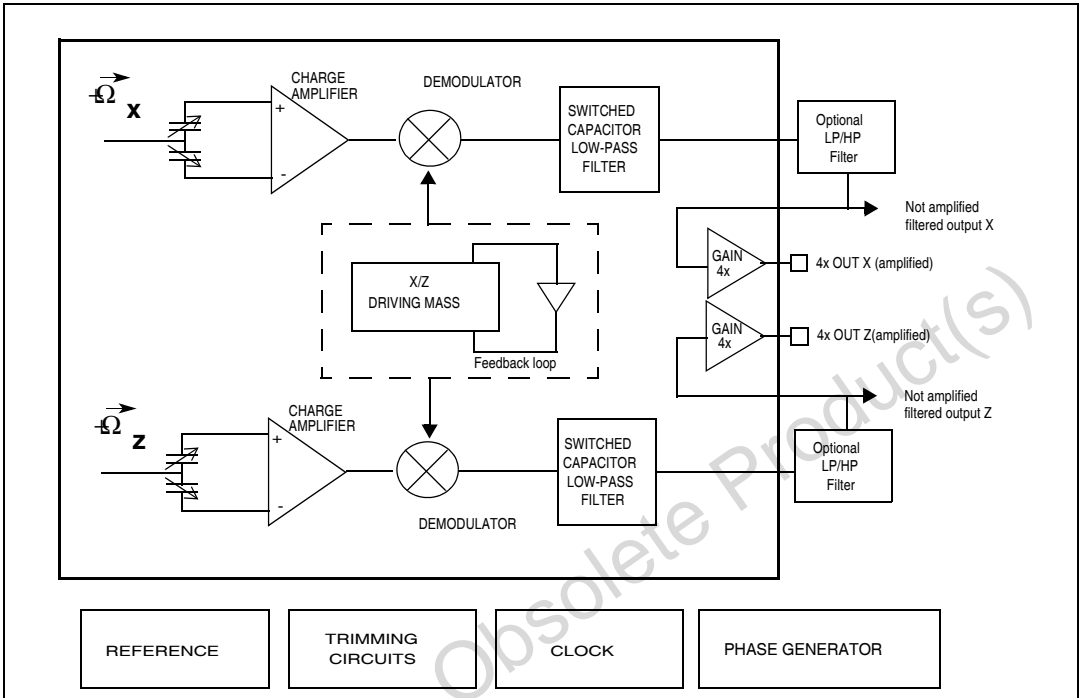 CHARGE
AMPLIFIER
DEMODULATOR
±Ω X
+
-
SWITCHED
CAPACITOR
LOW-PASS
FILTER
Optional
LP/HP
Filter
Not amplified
filtered output X
GAIN
4x
4x OUT X (amplified)
X/Z
DRIVING MASS
Feedback loop
GAIN
4x
4x OUT Z(amplified)
Not amplified
filtered output Z
±Ω Z
CHARGE
AMPLIFIER
+
-
DEMODULATOR
SWITCHED
CAPACITOR
LOW-PASS
FILTER
Optional
LP/HP
Filter
REFERENCE
TRIMMING
CIRCUITS
CLOCK
PHASE GENERATOR
Obsolete Product(s)